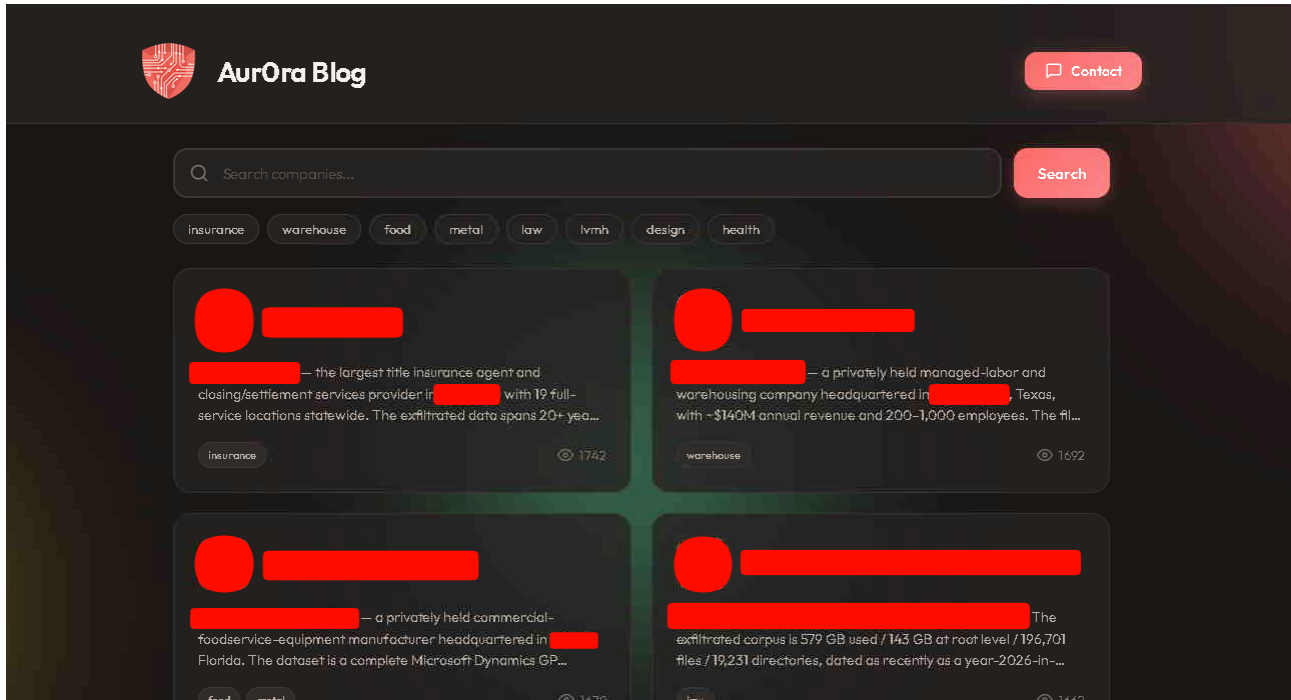 Aur0ra Blog
Contact
Search companies...
Search
insurance warehouse food metal law lvmh design health
— the largest title insurance agent and
closing/settlement services provider in with 19 full-
service locations statewide. The exfiltrated data spans 20+ yea...
insurance 1742
— a privately held managed-labor and
warehousing company headquartered in , Texas,
with ~$140M annual revenue and 200–1,000 employees. The fil...
warehouse 1692
— a privately held commercial-
foodservice-equipment manufacturer headquartered in
Florida. The dataset is a complete Microsoft Dynamics GP...
food metal
The
exfiltrated corpus is 579 GB used / 143 GB at root level / 196,701
files / 19,231 directories, dated as recently as a year-2026-in-...
law